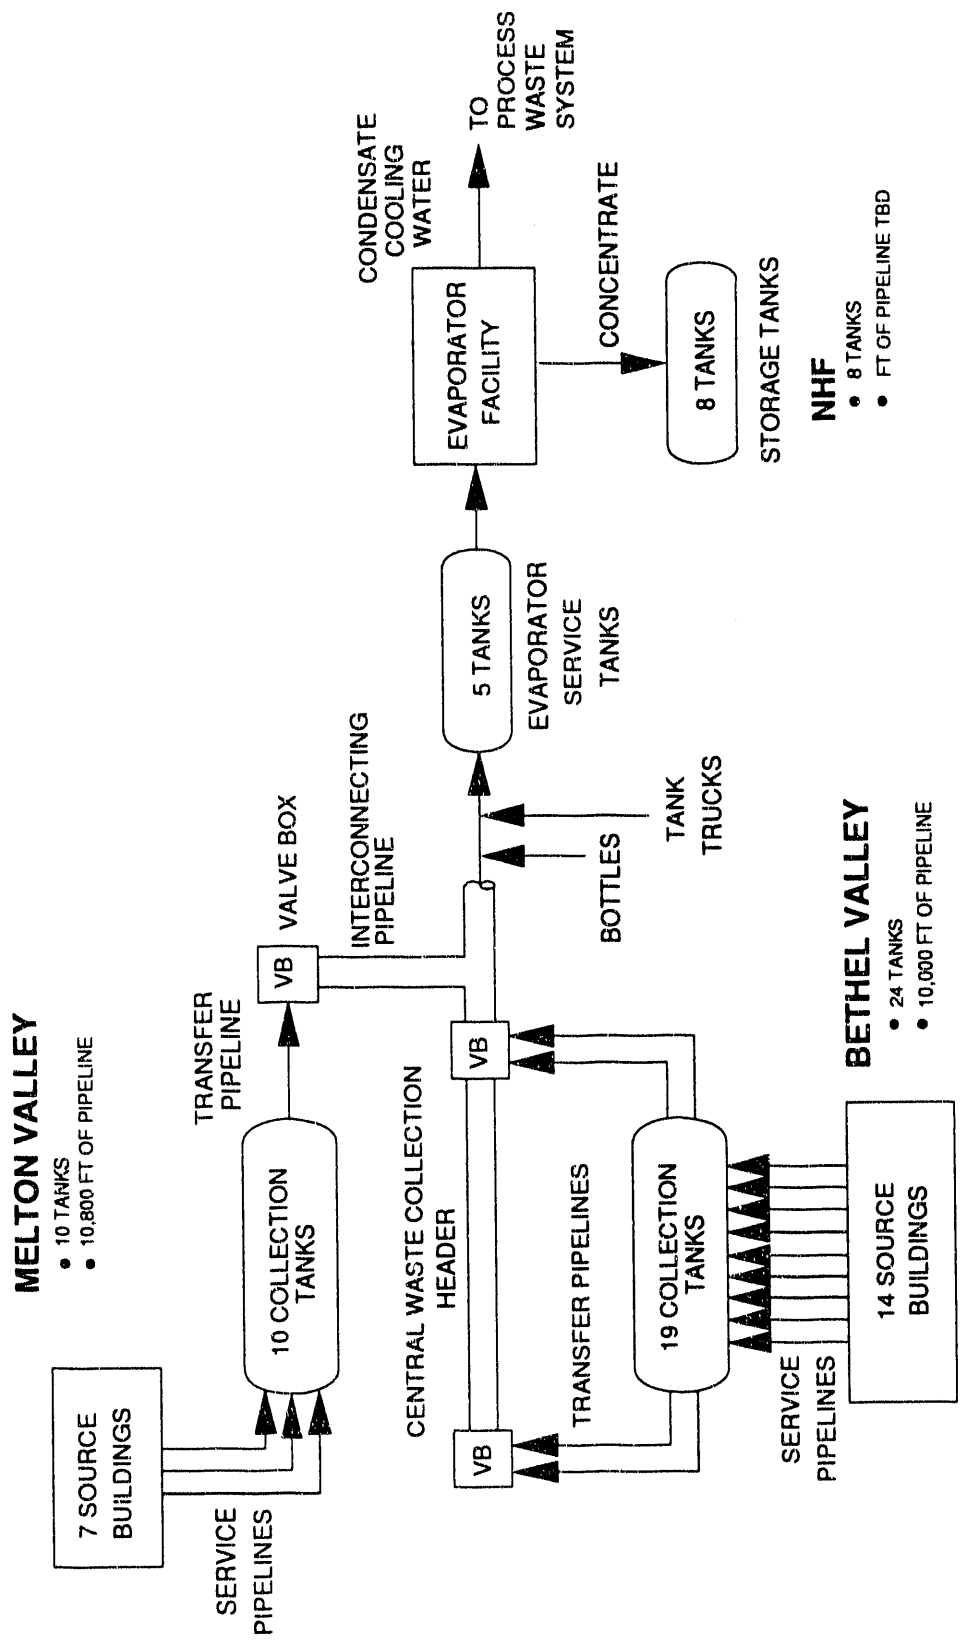 MELTON VALLEY
• 10 TANKS
• 10,800 FT OF PIPELINE
7 SOURCE
BUILDINGS
SERVICE
PIPELINES
10 COLLECTION
TANKS
TRANSFER
PIPELINE
VB
VALVE BOX
INTERCONNECTING
PIPELINE
CENTRAL WASTE COLLECTION
HEADER
VB
VB
TRANSFER PIPELINES
19 COLLECTION
TANKS
SERVICE
PIPELINES
14 SOURCE
BUILDINGS
BETHEL VALLEY
• 24 TANKS
• 10,000 FT OF PIPELINE
BOTTLES
TANK
TRUCKS
5 TANKS
EVAPORATOR
SERVICE
TANKS
EVAPORATOR
FACILITY
CONDENSATE
COOLING
WATER
TO
PROCESS
WASTE
SYSTEM
CONCENTRATE
8 TANKS
STORAGE TANKS
NHF
• 8 TANKS
• FT OF PIPELINE TBD